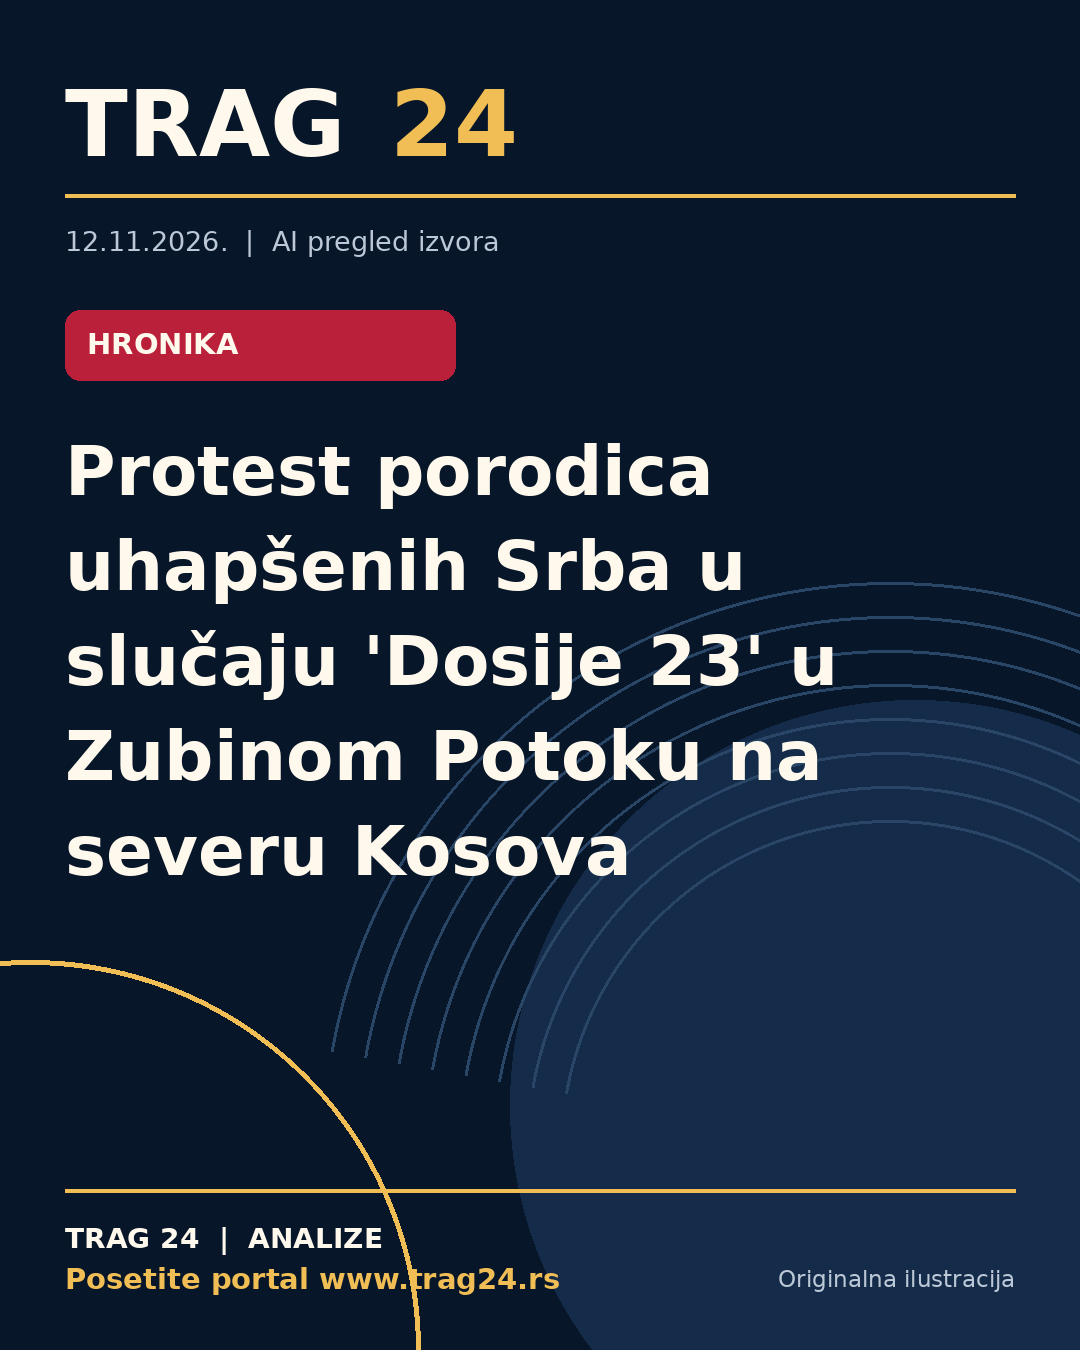 TRAG 24
12.11.2026. | AI pregled izvora
HRONIKA
Protest porodica
uhapšenih Srba u
slučaju 'Dosije 23' u
Zubinom Potoku na
severu Kosova
TRAG 24 | ANALIZE
Posetite portal www.trag24.rs
Originalna ilustracija